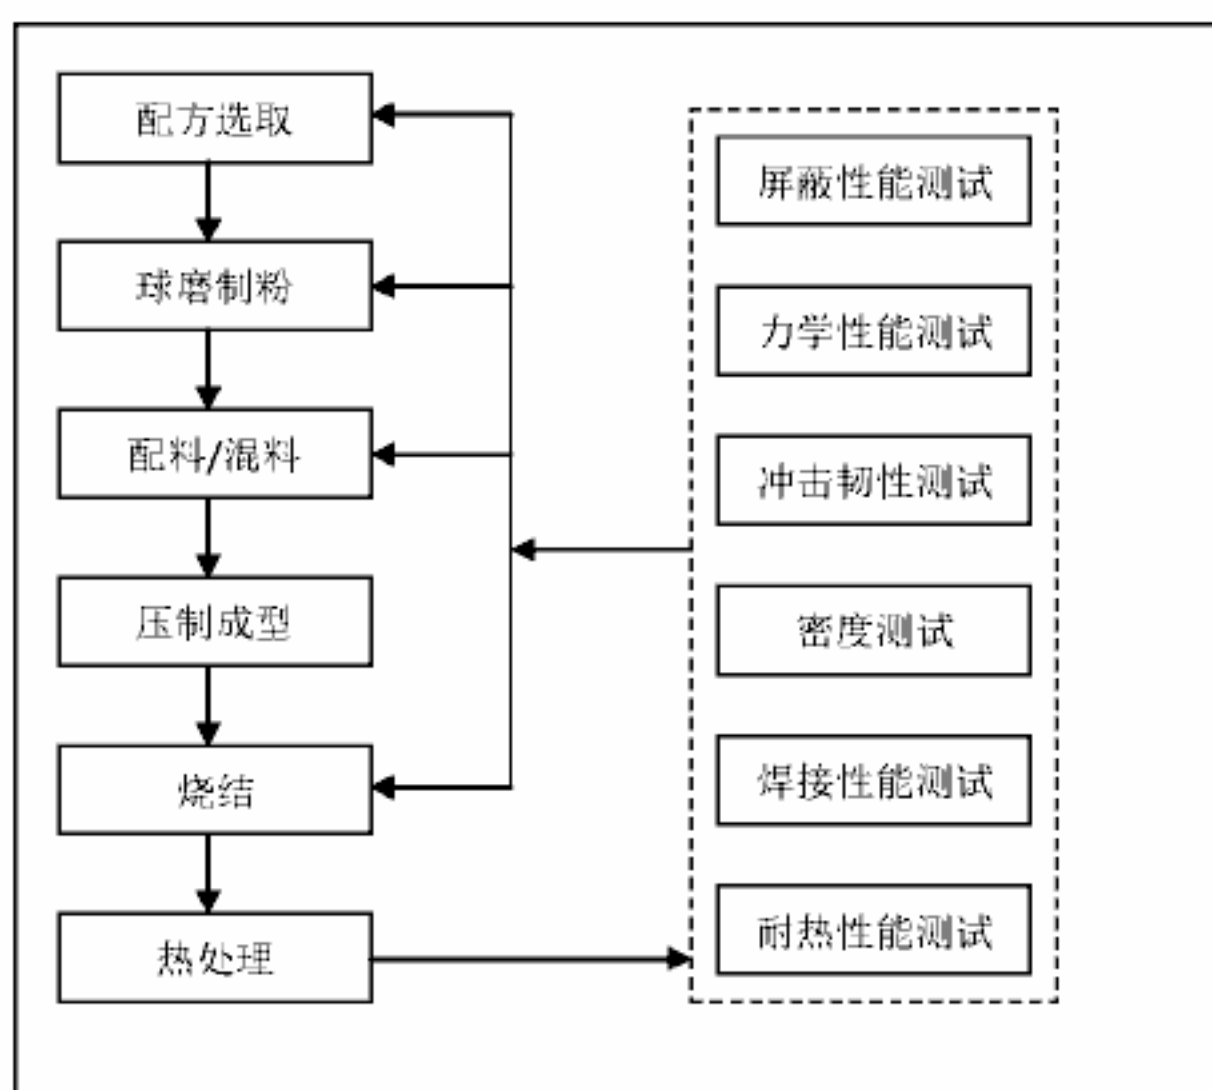 配方选取
球磨制粉
配料/混料
压制成型
烧结
热处理
屏蔽性能测试
力学性能测试
冲击韧性测试
密度测试
焊接性能测试
耐热性能测试